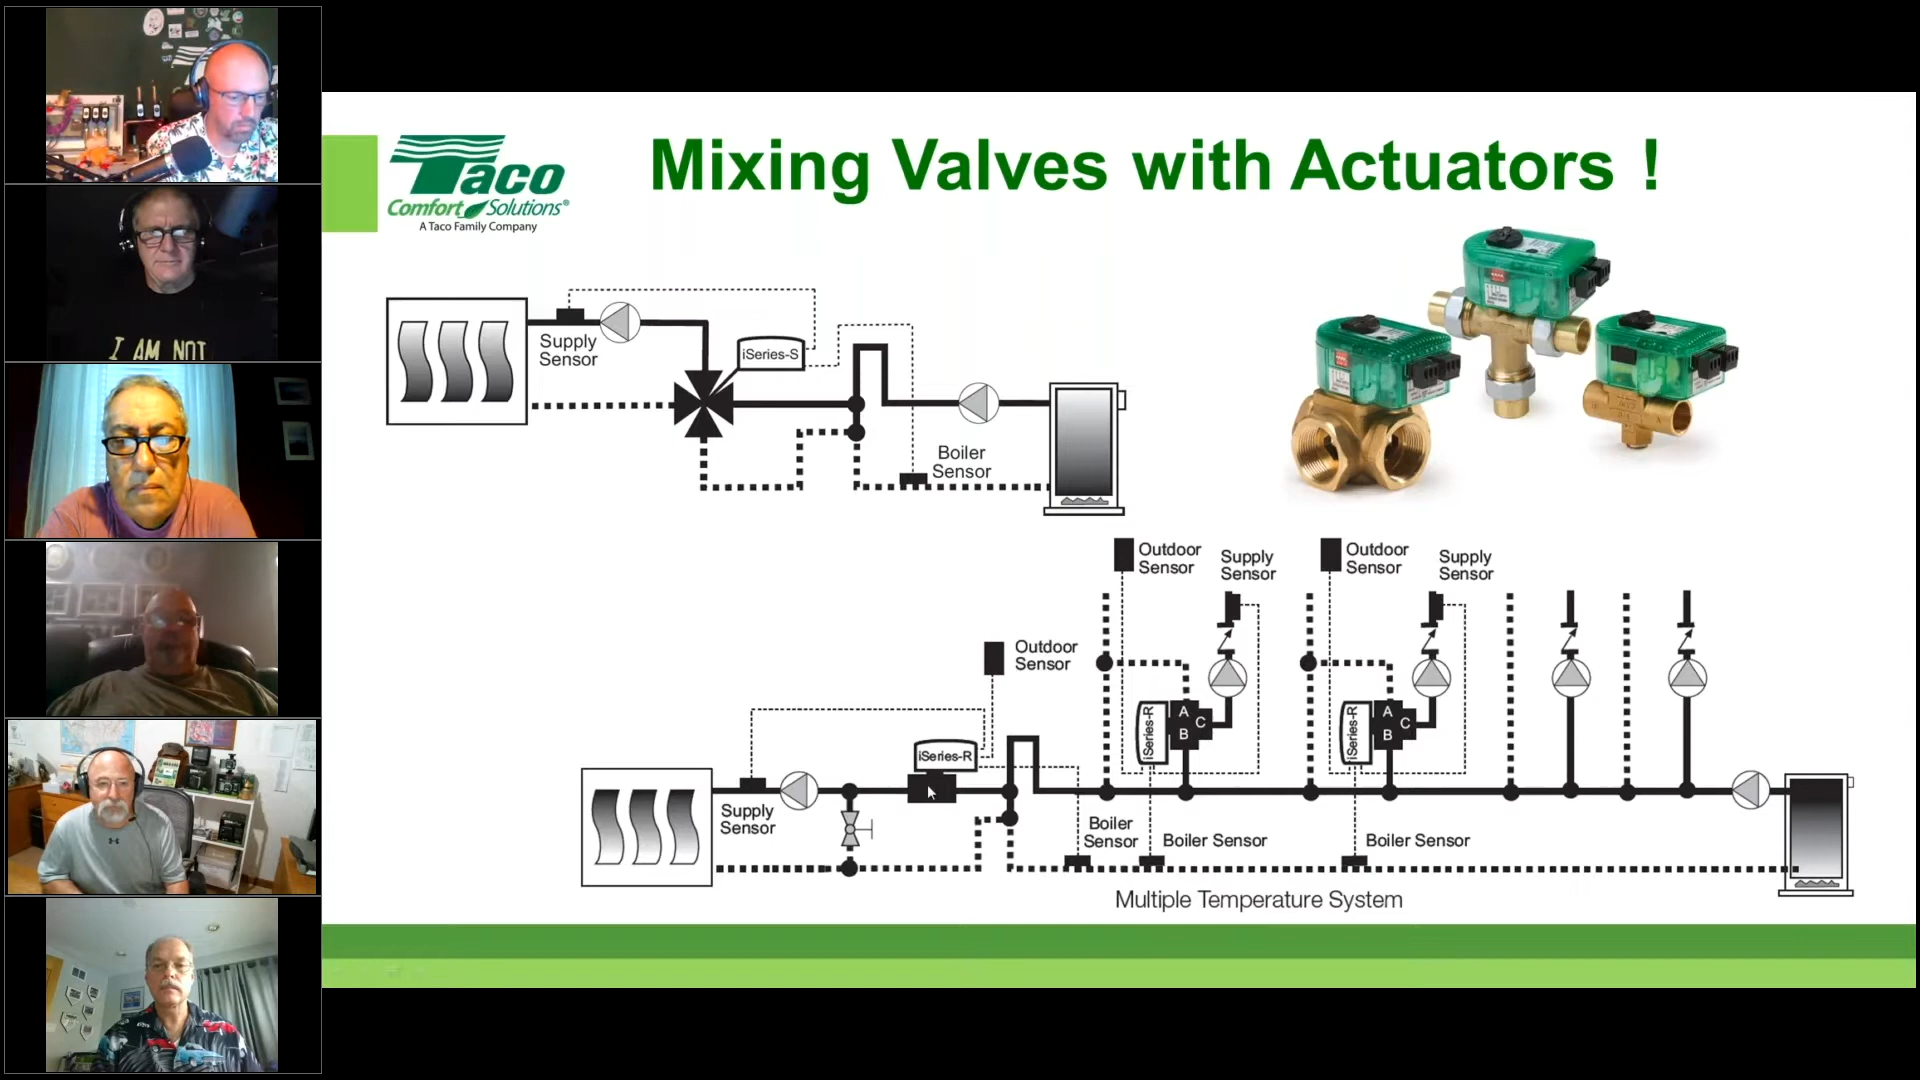 I AM NOT
Taco
Comfort Solutions®
A Taco Family Company
Mixing Valves with Actuators !
Supply
Sensor
iSeries-S
Boiler
Sensor
Outdoor
Sensor
Supply
Sensor
Outdoor
Sensor
Supply
Sensor
Outdoor
Sensor
iSeries-R
A
B
C
iSeries-R
A
B
C
iSeries-R
Supply
Sensor
Boiler
Sensor
Boiler Sensor
Boiler Sensor
Multiple Temperature System